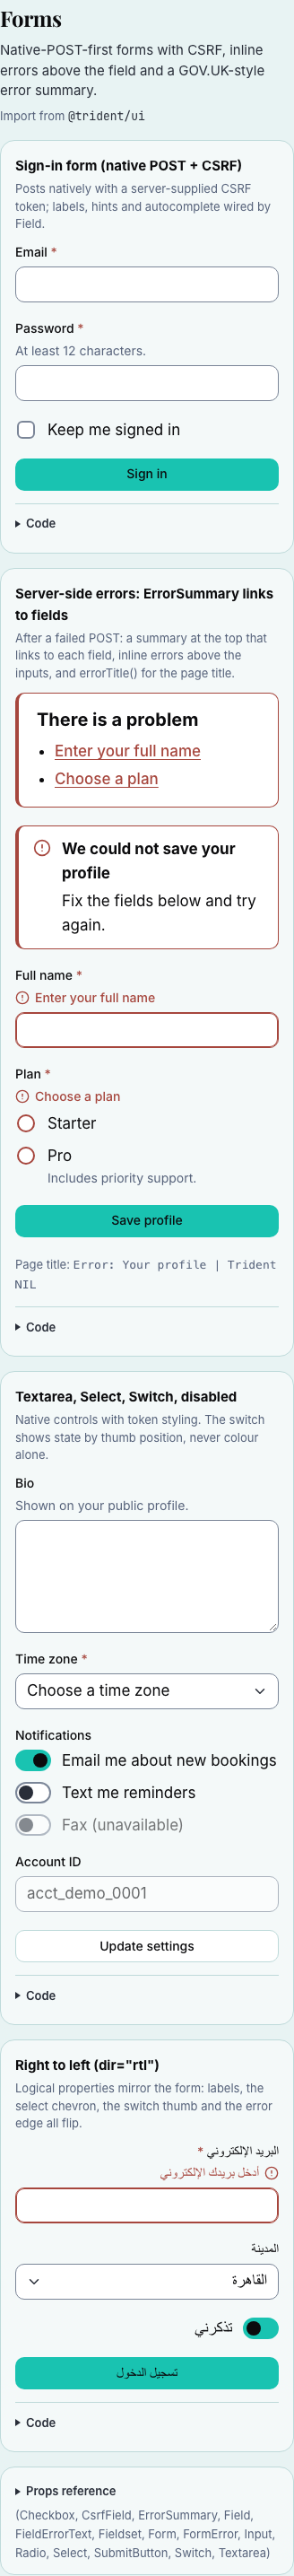 Forms
Native-POST-first forms with CSRF, inline
errors above the field and a GOV.UK-style
error summary.
Import from @trident/ui
Sign-in form (native POST + CSRF)
Posts natively with a server-supplied CSRF
token; labels, hints and autocomplete wired by
Field.
Email *
Password *
At least 12 characters.
Keep me signed in
Sign in
Code
Server-side errors: ErrorSummary links
to fields
After a failed POST: a summary at the top that
links to each field, inline errors above the
inputs, and errorTitle() for the page title.
There is a problem
Enter your full name
Choose a plan
We could not save your
profile
Fix the fields below and try
again.
Full name *
Enter your full name
Plan *
Choose a plan
Starter
Pro
Includes priority support.
Save profile
Page title: Error: Your profile | Trident
NIL
Code
Textarea, Select, Switch, disabled
Native controls with token styling. The switch
shows state by thumb position, never colour
alone.
Bio
Shown on your public profile.
Time zone *
Choose a time zone
Notifications
Email me about new bookings
Text me reminders
Fax (unavailable)
Account ID
acct_demo_0001
Update settings
Code
Right to left (dir="rtl")
Logical properties mirror the form: labels, the
select chevron, the switch thumb and the error
edge all flip.
البريد الإلكتروني *
أدخل بريدك الإلكتروني
المدينة
القاهرة
تذكرني
تسجيل الدخول
Code
Props reference
(Checkbox, CsrfField, ErrorSummary, Field,
FieldErrorText, Fieldset, Form, FormError, Input,
Radio, Select, SubmitButton, Switch, Textarea)